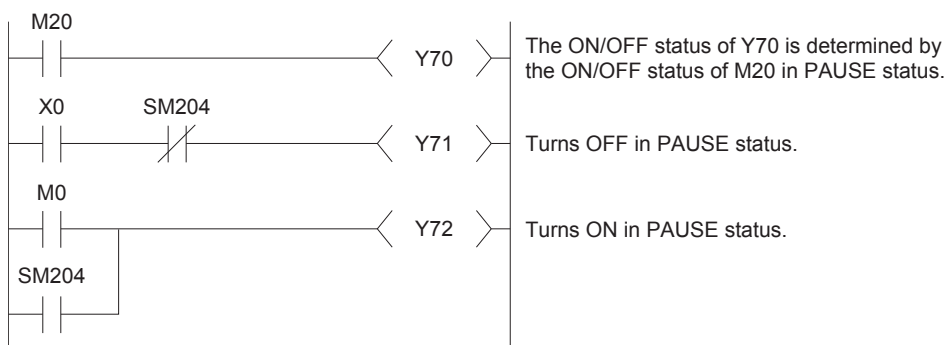 M20
Y70
The ON/OFF status of Y70 is determined by
the ON/OFF status of M20 in PAUSE status.
X0 SM204
Y71
Turns OFF in PAUSE status.
M0
Y72
Turns ON in PAUSE status.
SM204